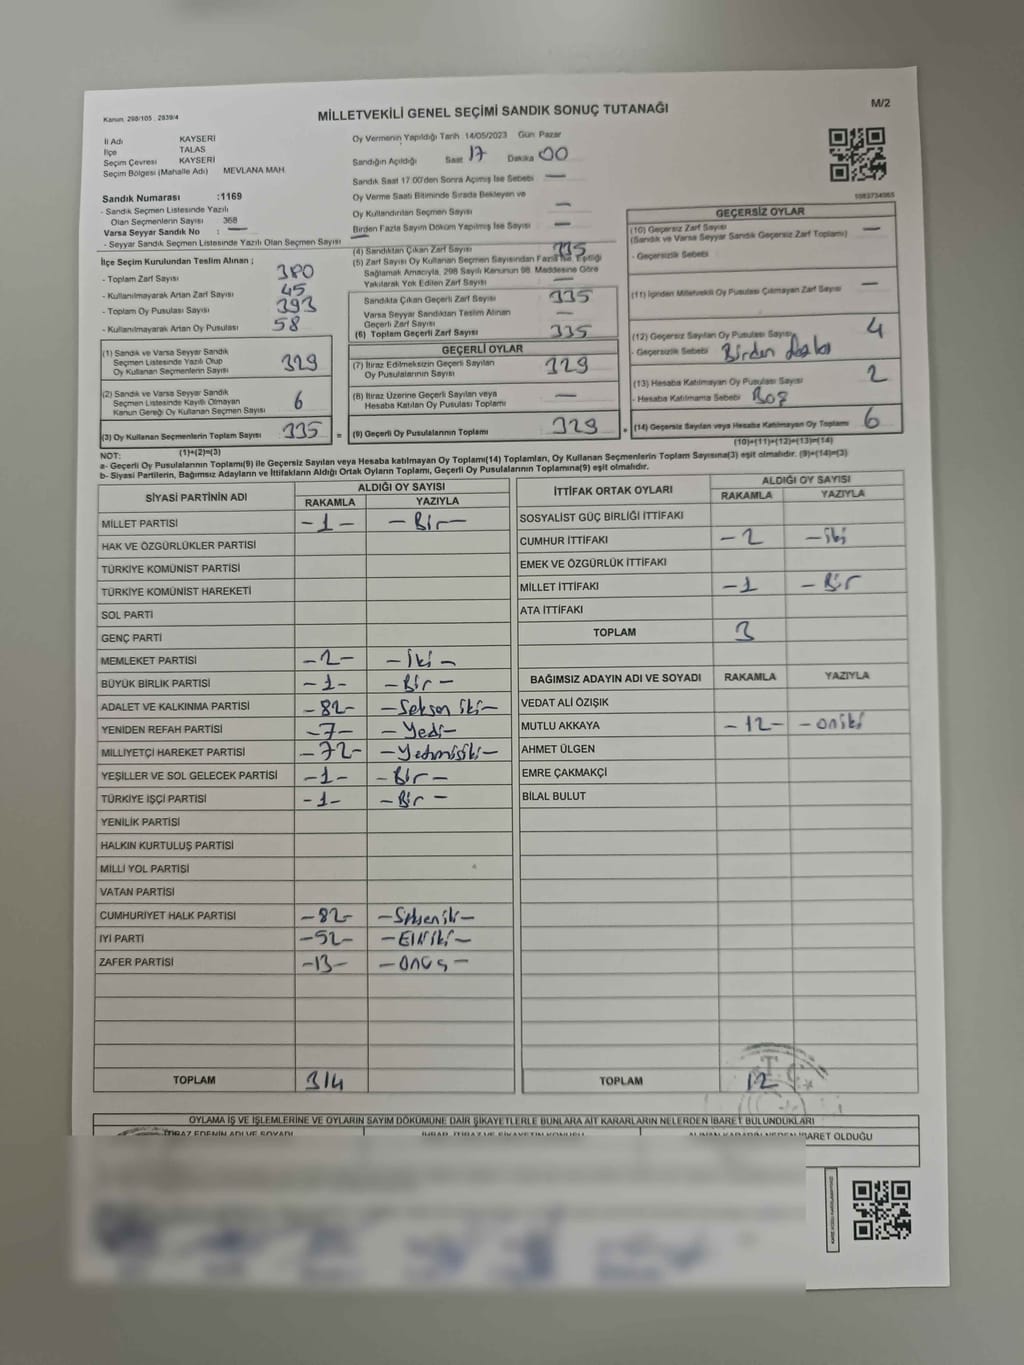 Kanun, 298/105 , 2839/4
MİLLETVEKİLİ GENEL SEÇİMİ SANDIK SONUÇ TUTANAĞI
M/2
İl Adı KAYSERİ
İlçe TALAS
Seçim Çevresi KAYSERİ
Seçim Bölgesi (Mahalle Adı) MEVLANA MAH.
Oy Vermenin Yapıldığı Tarih :14/05/2023 Gün Pazar
Sandığın Açıldığı Saat 17 Dakika 00
Sandık Saat 17.00'den Sonra Açımış İse Sebebi —
Oy Verme Saati Bitiminde Sırada Bekleyen ve
Oy Kullandırılan Seçmen Sayısı —
Birden Fazla Sayım Döküm Yapılmış İse Sayısı —
Sandık Numarası :1169
- Sandık Seçmen Listesinde Yazılı
Olan Seçmenlerin Sayısı 368
Varsa Seyyar Sandık No : —
- Seyyar Sandık Seçmen Listesinde Yazılı Olan Seçmen Sayısı —
İlçe Seçim Kurulundan Teslim Alınan ;
- Toplam Zarf Sayısı 380
- Kullanılmayarak Artan Zarf Sayısı 45
- Toplam Oy Pusulası Sayısı 393
- Kullanılmayarak Artan Oy Pusulası 58
(1) Sandık ve Varsa Seyyar Sandık
Seçmen Listesinde Yazılı Olup
Oy Kullanan Seçmenlerin Sayısı 329
(2) Sandık ve Varsa Seyyar Sandık
Seçmen Listesinde Kayıtlı Olmayan
Kanun Gereği Oy Kullanan Seçmen Sayısı 6
(3) Oy Kullanan Seçmenlerin Toplam Sayısı 335 =
(1)+(2)=(3)
(4) Sandıktan Çıkan Zarf Sayısı 335
(5) Zarf Sayısı Oy Kullanan Seçmen Sayısından Fazla İse, Eşitliği
Sağlamak Amacıyla, 298 Sayılı Kanunun 98. Maddesine Göre
Yakılarak Yok Edilen Zarf Sayısı —
Sandıkta Çıkan Geçerli Zarf Sayısı 335
Varsa Seyyar Sandıktan Teslim Alınan
Geçerli Zarf Sayısı —
(6) Toplam Geçerli Zarf Sayısı 335
GEÇERLİ OYLAR
(7) İtiraz Edilmeksizin Geçerli Sayılan
Oy Pusulalarının Sayısı 329
(8) İtiraz Üzerine Geçerli Sayılan veya
Hesaba Katılan Oy Pusulası Toplamı —
(9) Geçerli Oy Pusulalarının Toplamı 329 +
GEÇERSİZ OYLAR
(10) Geçersiz Zarf Sayısı —
(Sandık ve Varsa Seyyar Sandık Geçersiz Zarf Toplamı)
- Geçersizlik Sebebi
(11) İçinden Milletvekili Oy Pusulası Çıkmayan Zarf Sayısı —
(12) Geçersiz Sayılan Oy Pusulası Sayısı 4
- Geçersizlik Sebebi Birden fazla
(13) Hesaba Katılmayan Oy Pusulası Sayısı 2
- Hesaba Katılmama Sebebi Boş
(14) Geçersiz Sayılan veya Hesaba Katılmayan Oy Toplamı 6
(10)+(11)+(12)+(13)=(14)
NOT:
a- Geçerli Oy Pusulalarının Toplamı(9) ile Geçersiz Sayılan veya Hesaba katılmayan Oy Toplamı(14) Toplamları, Oy Kullanan Seçmenlerin Toplam Sayısına(3) eşit olmalıdır. (9)+(14)=(3)
b- Siyasi Partilerin, Bağımsız Adayların ve İttifakların Aldığı Ortak Oyların Toplamı, Geçerli Oy Pusulalarının Toplamına(9) eşit olmalıdır.
SİYASİ PARTİNİN ADI ALDIĞI OY SAYISI
RAKAMLA YAZIYLA
MİLLET PARTİSİ -1- -Bir-
HAK VE ÖZGÜRLÜKLER PARTİSİ
TÜRKİYE KOMÜNİST PARTİSİ
TÜRKİYE KOMÜNİST HAREKETİ
SOL PARTİ
GENÇ PARTİ
MEMLEKET PARTİSİ -2- -İki-
BÜYÜK BİRLİK PARTİSİ -1- -Bir-
ADALET VE KALKINMA PARTİSİ -82- -Seksen iki-
YENİDEN REFAH PARTİSİ -7- -Yedi-
MİLLİYETÇİ HAREKET PARTİSİ -72- -Yetmişiki-
YEŞİLLER VE SOL GELECEK PARTİSİ -1- -Bir-
TÜRKİYE İŞÇİ PARTİSİ -1- -Bir-
YENİLİK PARTİSİ
HALKIN KURTULUŞ PARTİSİ
MİLLİ YOL PARTİSİ
VATAN PARTİSİ
CUMHURİYET HALK PARTİSİ -82- -Sekseniki-
İYİ PARTİ -52- -Elliiki-
ZAFER PARTİSİ -13- -Onüç-
TOPLAM 314
İTTİFAK ORTAK OYLARI ALDIĞI OY SAYISI
RAKAMLA YAZIYLA
SOSYALİST GÜÇ BİRLİĞİ İTTİFAKI
CUMHUR İTTİFAKI -2 -iki
EMEK VE ÖZGÜRLÜK İTTİFAKI
MİLLET İTTİFAKI -1 -Bir
ATA İTTİFAKI
TOPLAM 3
BAĞIMSIZ ADAYIN ADI VE SOYADI RAKAMLA YAZIYLA
VEDAT ALİ ÖZIŞIK
MUTLU AKKAYA -12- -oniki
AHMET ÜLGEN
EMRE ÇAKMAKÇİ
BİLAL BULUT
TOPLAM 12
T.C.
OYLAMA İŞ VE İŞLEMLERİNE VE OYLARIN SAYIM DÖKÜMÜNE DAİR ŞİKAYETLERLE BUNLARA AİT KARARLARIN NELERDEN İBARET BULUNDUKLARI
İTİRAZ EDENİN ADI VE SOYADI